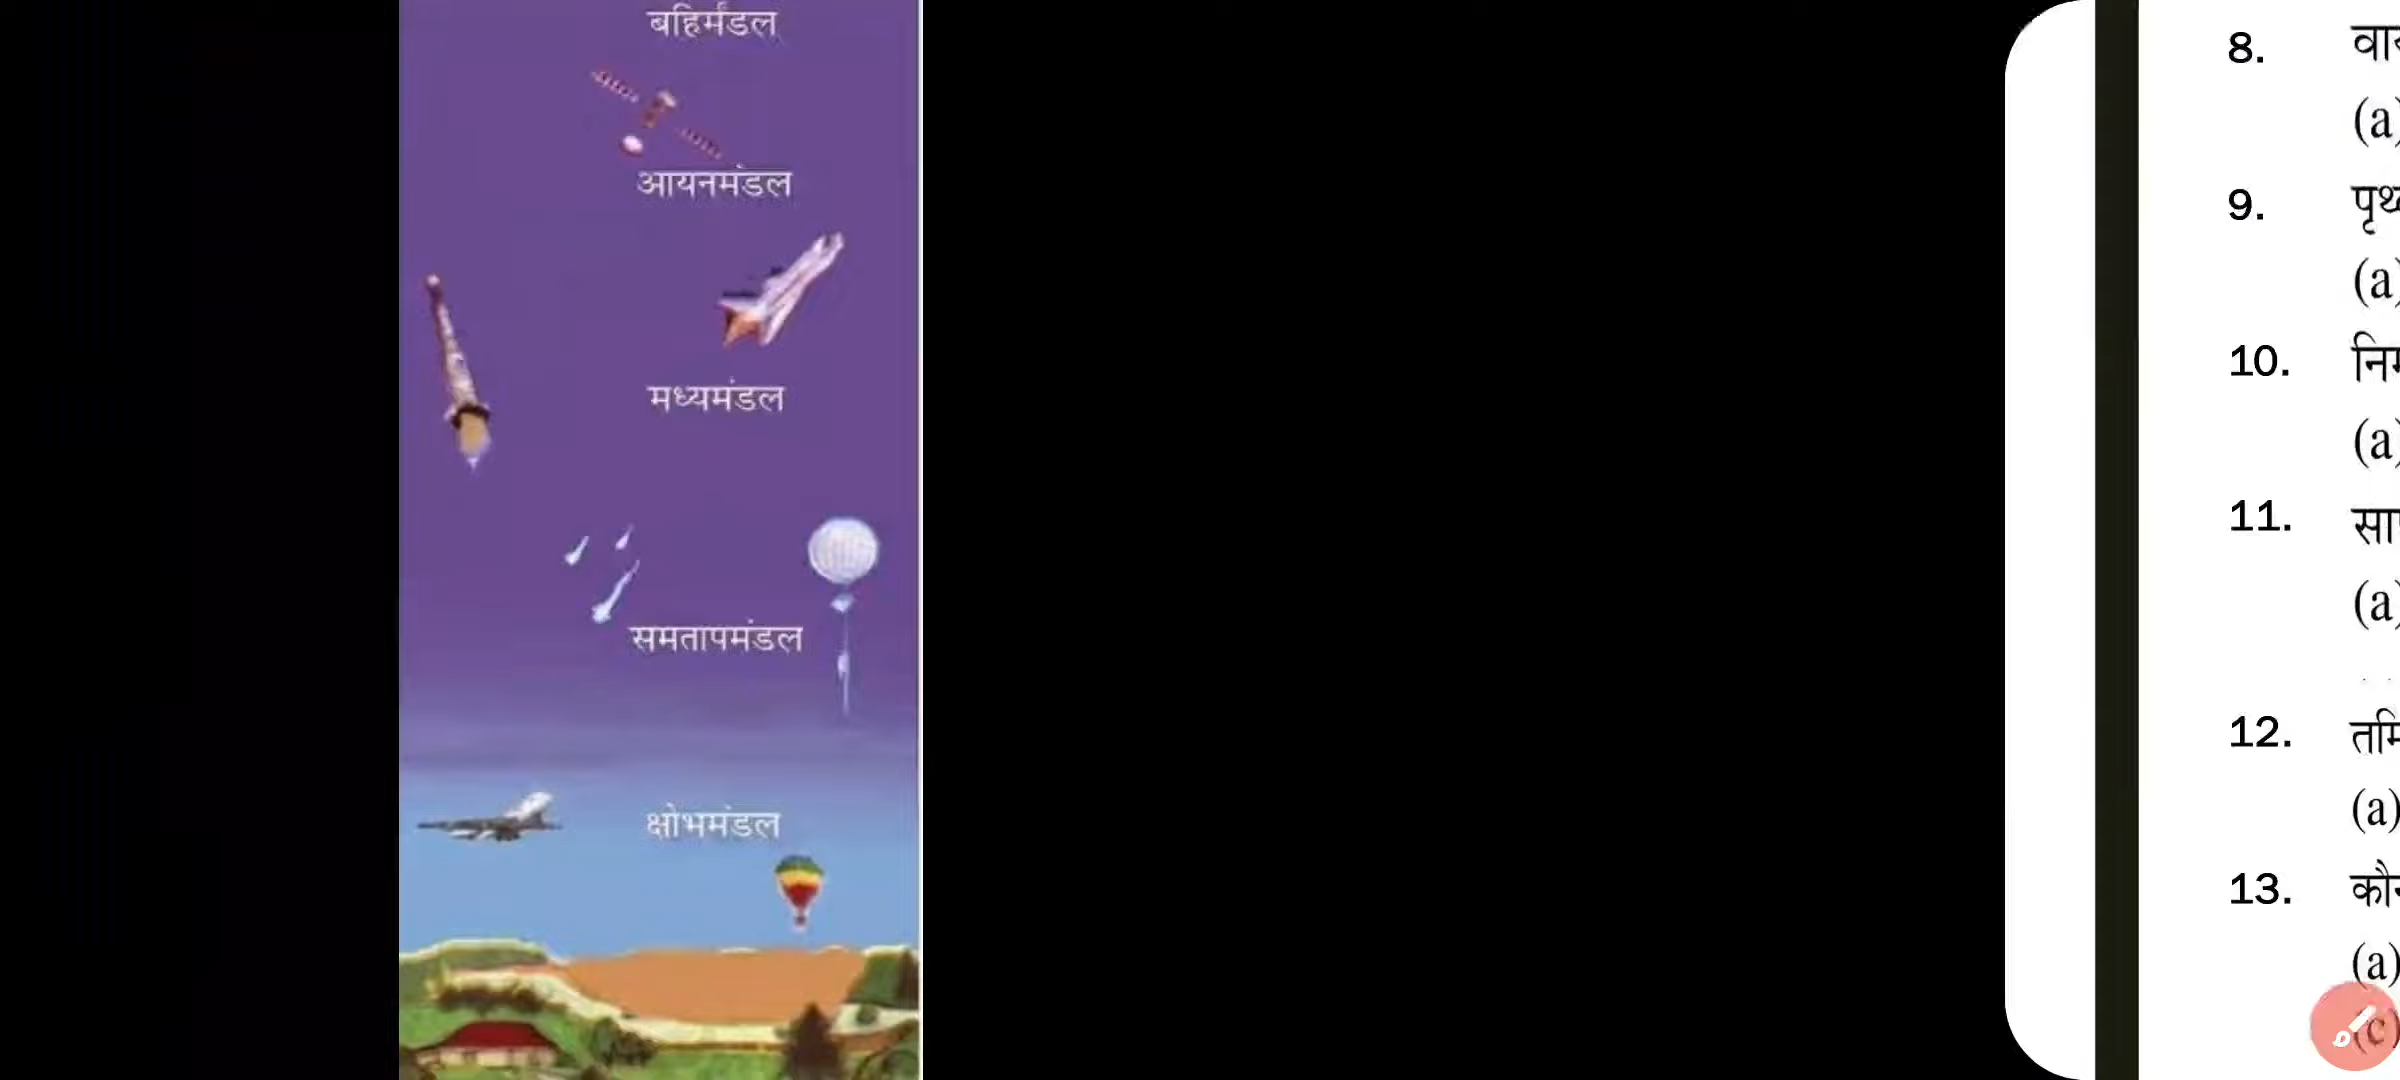 बहिर्मंडल
आयनमंडल
मध्यमंडल
समतापमंडल
क्षोभमंडल
8.
(a)
9.
(a)
10.
(a)
11.
(a)
12.
(a)
13.
(a)
(c)